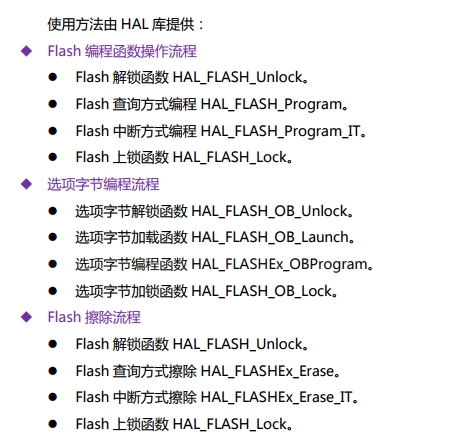 使用方法由 HAL 库提供：
◆ Flash 编程函数操作流程
● Flash 解锁函数 HAL_FLASH_Unlock。
● Flash 查询方式编程 HAL_FLASH_Program。
● Flash 中断方式编程 HAL_FLASH_Program_IT。
● Flash 上锁函数 HAL_FLASH_Lock。
◆ 选项字节编程流程
● 选项字节解锁函数 HAL_FLASH_OB_Unlock。
● 选项字节加载函数 HAL_FLASH_OB_Launch。
● 选项字节编程函数 HAL_FLASHEx_OBProgram。
● 选项字节加锁函数 HAL_FLASH_OB_Lock。
◆ Flash 擦除流程
● Flash 解锁函数 HAL_FLASH_Unlock。
● Flash 查询方式擦除 HAL_FLASHEx_Erase。
● Flash 中断方式擦除 HAL_FLASHEx_Erase_IT。
● Flash 上锁函数 HAL_FLASH_Lock。